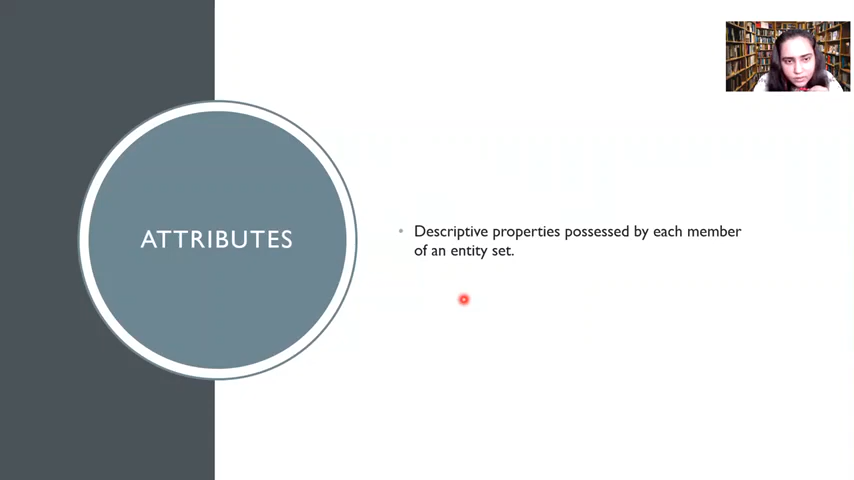 ATTRIBUTES
• Descriptive properties possessed by each member
of an entity set.